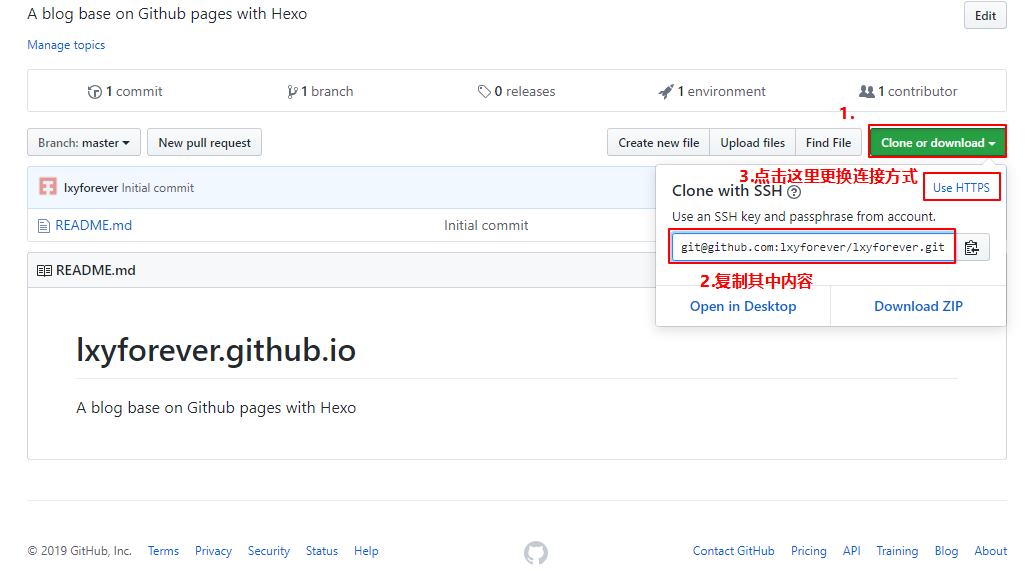 A blog base on Github pages with Hexo
Edit
Manage topics
1 commit
1 branch
0 releases
1 environment
1 contributor
1.
Branch: master
New pull request
Create new file
Upload files
Find File
Clone or download
lxyforever Initial commit
3.点击这里更换连接方式
Clone with SSH
Use HTTPS
README.md
Initial commit
Use an SSH key and passphrase from account.
git@github.com:lxyforever/lxyforever.git
README.md
2.复制其中内容
Open in Desktop
Download ZIP
lxyforever.github.io
A blog base on Github pages with Hexo
© 2019 GitHub, Inc.
Terms
Privacy
Security
Status
Help
Contact GitHub
Pricing
API
Training
Blog
About